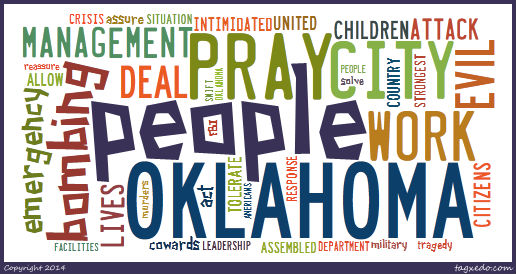 CRISIS assure SITUATION INTIMIDATED UNITED
MANAGEMENT PRAY CITY CHILDREN ATTACK
reassure ALLOW DEAL SWIFT OKLAHOMA PEOPLE solve COUNTRY STRONGEST EVIL
emergency bombing people FBI WORK
LIVES murders act TOLERATE AMERICANS RESPONSE OKLAHOMA CITIZENS
FACILITIES cowards LEADERSHIP ASSEMBLED DEPARTMENT military tragedy
Copyright 2014 tagxedo.com